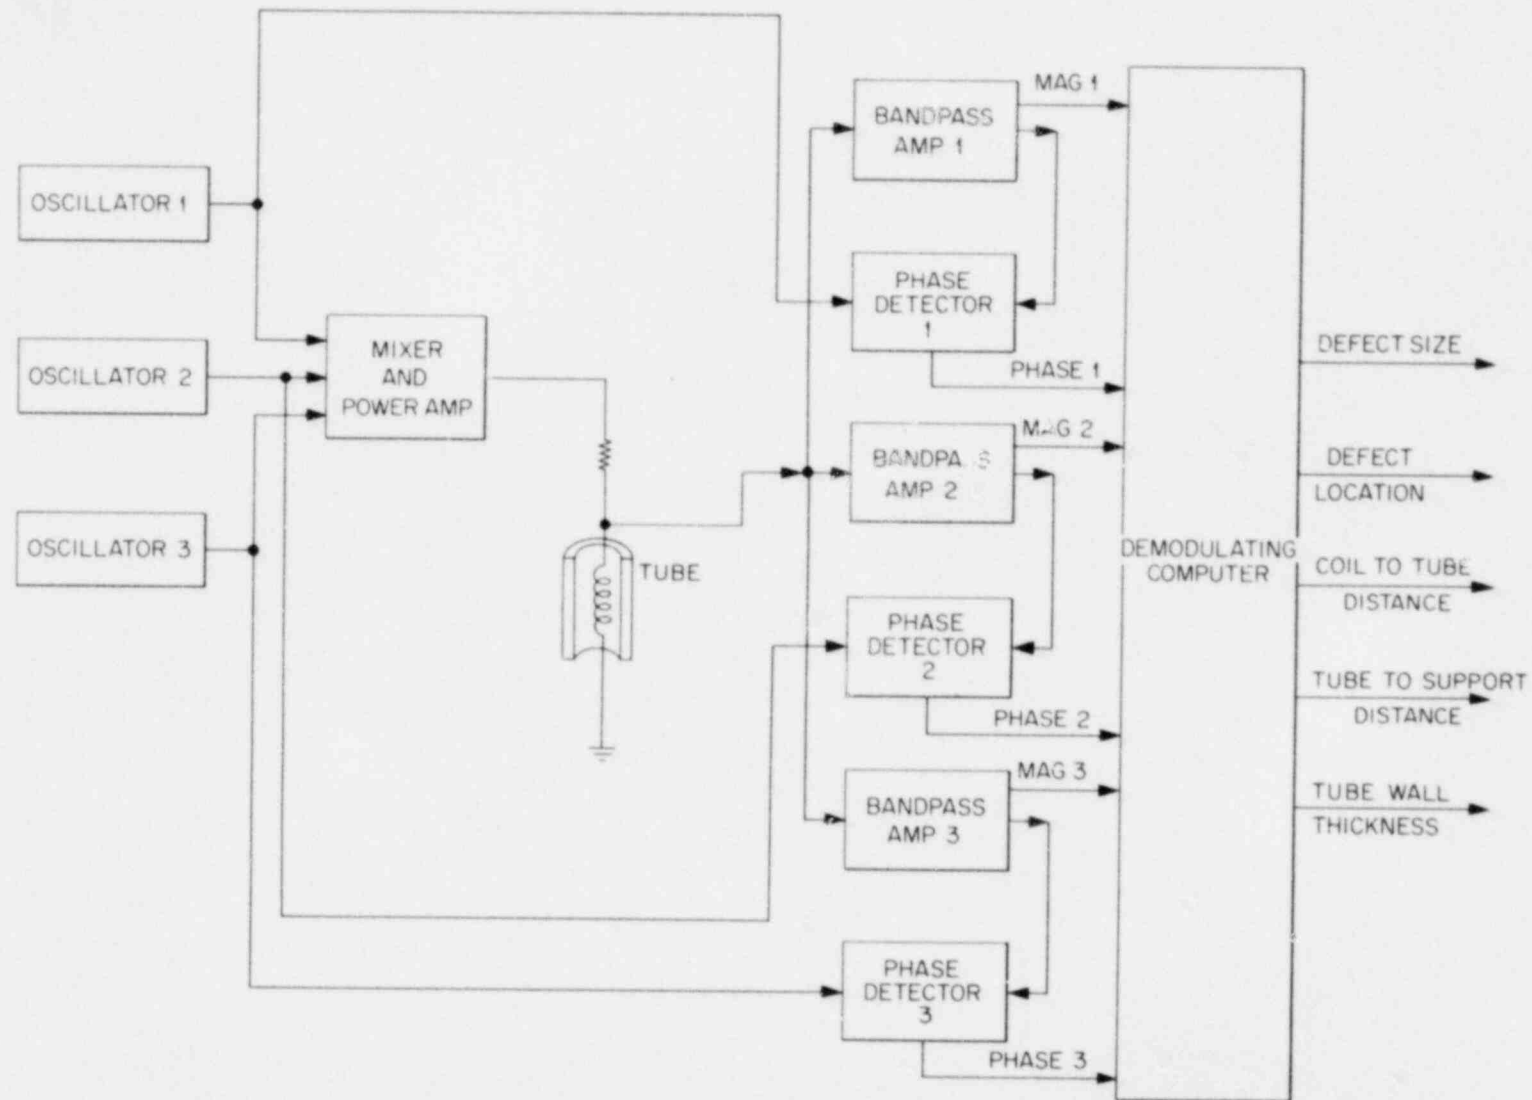 OSCILLATOR 1
OSCILLATOR 2
OSCILLATOR 3
MIXER
AND
POWER AMP
TUBE
BANDPASS
AMP 1
MAG 1
PHASE
DETECTOR
1
PHASE 1
BANDPA S
AMP 2
MAG 2
PHASE
DETECTOR
2
PHASE 2
BANDPASS
AMP 3
MAG 3
PHASE
DETECTOR
3
PHASE 3
DEMODULATING
COMPUTER
DEFECT SIZE
DEFECT
LOCATION
COIL TO TUBE
DISTANCE
TUBE TO SUPPORT
DISTANCE
TUBE WALL
THICKNESS